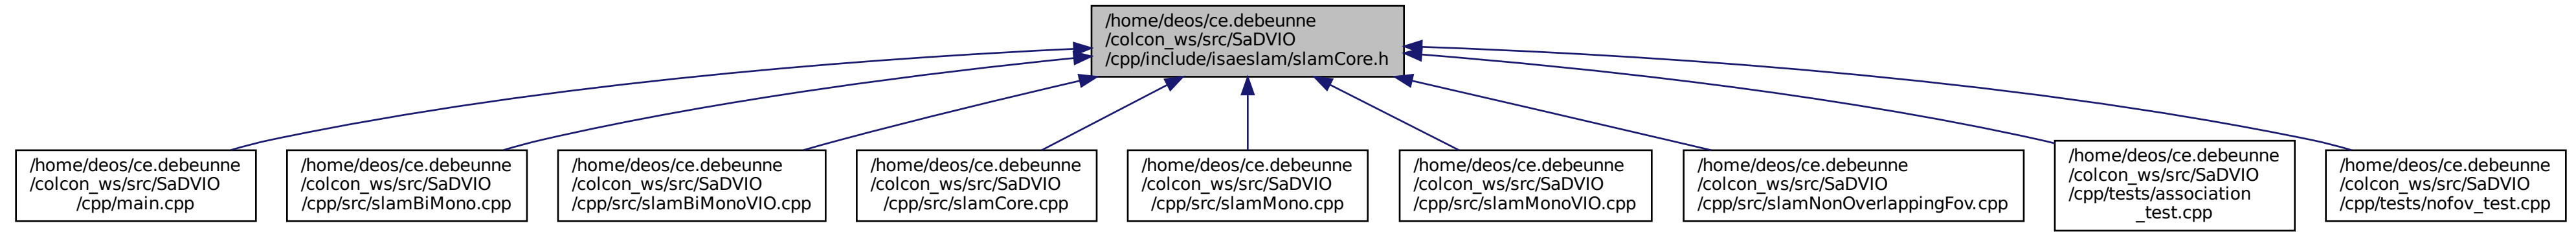 /home/deos/ce.debeunne
/colcon_ws/src/SaDVIO
/cpp/include/isaeslam/slamCore.h
/home/deos/ce.debeunne
/colcon_ws/src/SaDVIO
/cpp/main.cpp
/home/deos/ce.debeunne
/colcon_ws/src/SaDVIO
/cpp/src/slamBiMono.cpp
/home/deos/ce.debeunne
/colcon_ws/src/SaDVIO
/cpp/src/slamBiMonoVIO.cpp
/home/deos/ce.debeunne
/colcon_ws/src/SaDVIO
/cpp/src/slamCore.cpp
/home/deos/ce.debeunne
/colcon_ws/src/SaDVIO
/cpp/src/slamMono.cpp
/home/deos/ce.debeunne
/colcon_ws/src/SaDVIO
/cpp/src/slamMonoVIO.cpp
/home/deos/ce.debeunne
/colcon_ws/src/SaDVIO
/cpp/src/slamNonOverlappingFov.cpp
/home/deos/ce.debeunne
/colcon_ws/src/SaDVIO
/cpp/tests/association
_test.cpp
/home/deos/ce.debeunne
/colcon_ws/src/SaDVIO
/cpp/tests/nofov_test.cpp